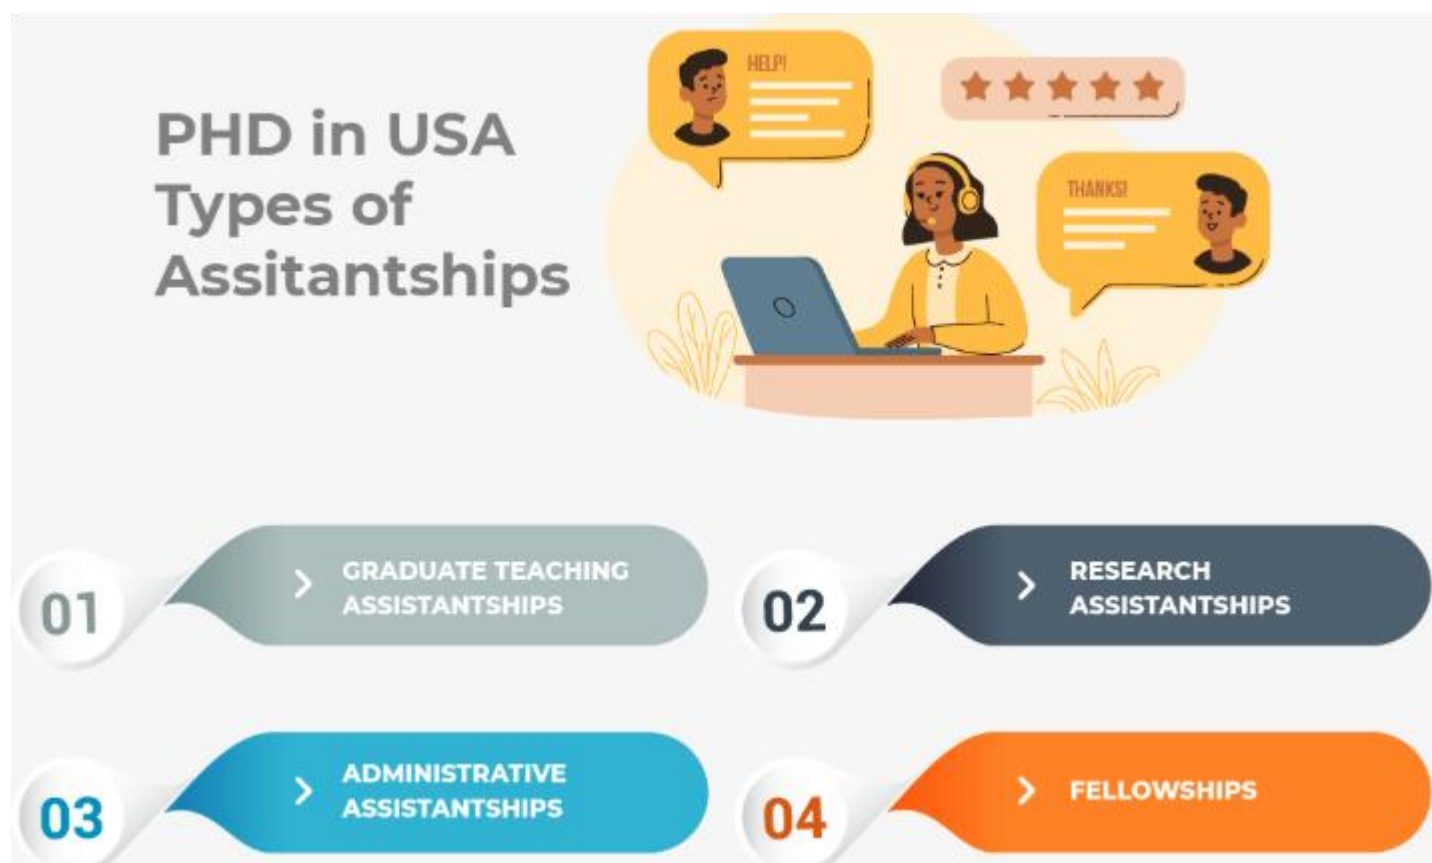 PHD in USA
Types of
Assitantships
HELP!
THANKS!
01
GRADUATE TEACHING
ASSISTANTSHIPS
02
RESEARCH
ASSISTANTSHIPS
03
ADMINISTRATIVE
ASSISTANTSHIPS
04
FELLOWSHIPS